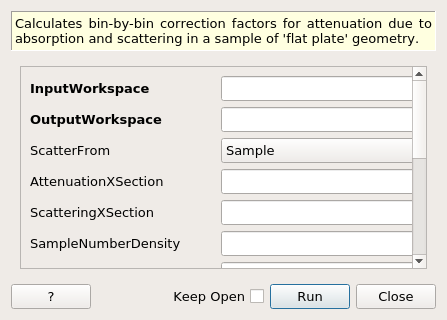 Calculates bin-by-bin correction factors for attenuation due to
absorption and scattering in a sample of 'flat plate' geometry.
InputWorkspace
OutputWorkspace
ScatterFrom Sample
AttenuationXSection
ScatteringXSection
SampleNumberDensity
? Keep Open Run Close